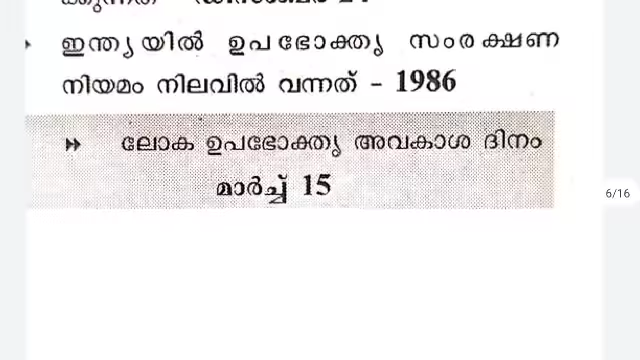 ഇന്ത്യയിൽ ഉപഭോക്തൃ സംരക്ഷണ
നിയമം നിലവിൽ വന്നത് - 1986
ലോക ഉപഭോക്തൃ അവകാശ ദിനം
മാർച്ച് 15
6/16